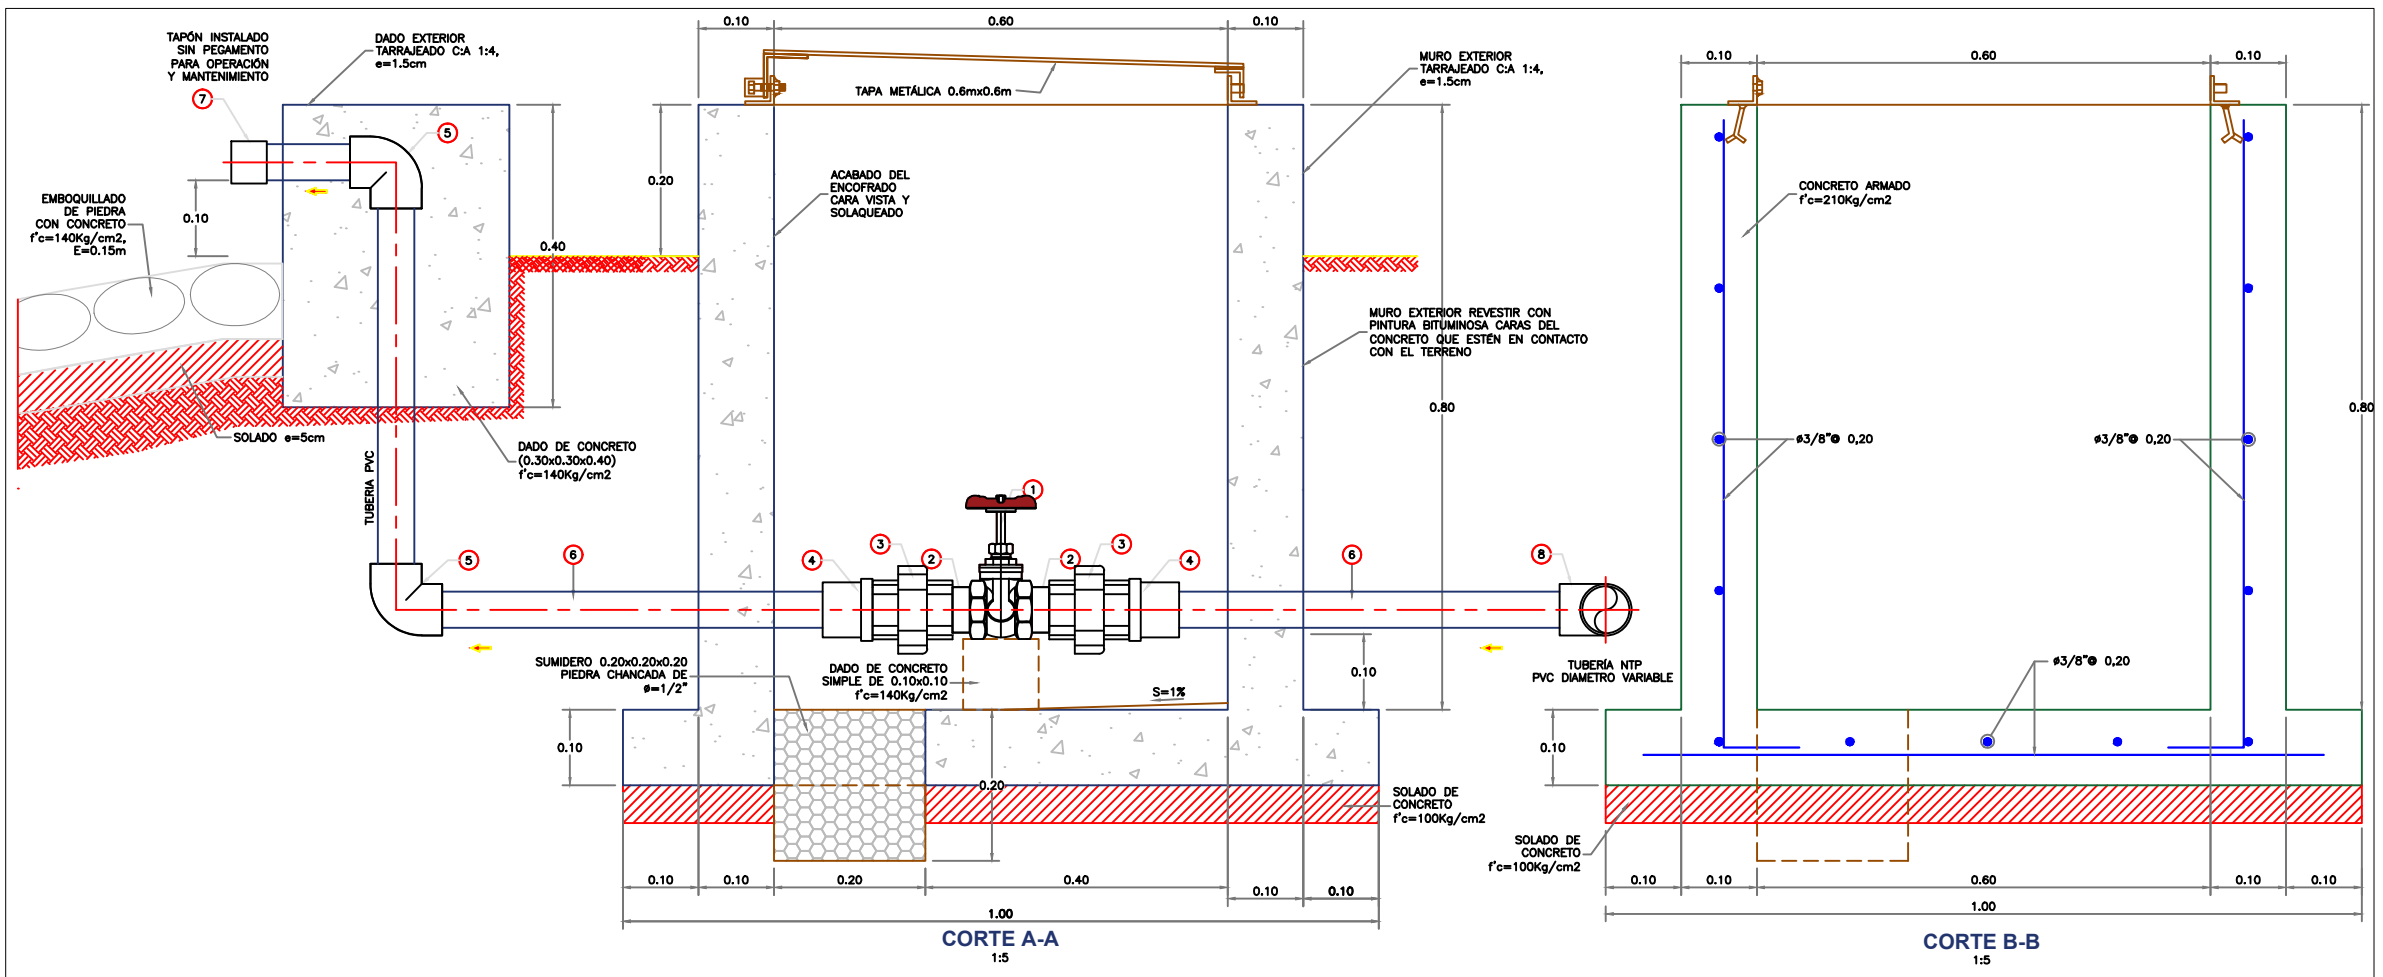 0.10
0.60
0.10
TAPÓN INSTALADO
SIN PEGAMENTO
PARA OPERACIÓN
Y MANTENIMIENTO
7
DADO EXTERIOR
TARRAJEADO C:A 1:4,
e=1.5cm
TAPA METÁLICA 0.6mx0.6m
MURO EXTERIOR
TARRAJEADO C:A 1:4,
e=1.5cm
5
0.20
ACABADO DEL
ENCOFRADO
CARA VISTA Y
SOLAQUEADO
EMBOQUILLADO
DE PIEDRA
CON CONCRETO
f'c=140Kg/cm2,
E=0.15m
0.10
0.40
MURO EXTERIOR REVESTIR CON
PINTURA BITUMINOSA CARAS DEL
CONCRETO QUE ESTÉN EN CONTACTO
CON EL TERRENO
0.80
SOLADO e=5cm
DADO DE CONCRETO
(0.30x0.30x0.40)
f'c=140Kg/cm2
TUBERIA PVC
1
5
6
4
3
2
2
3
4
6
8
SUMIDERO 0.20x0.20x0.20
PIEDRA CHANCADA DE
ø=1/2"
DADO DE CONCRETO
SIMPLE DE 0.10x0.10
f'c=140Kg/cm2
S=1%
0.10
TUBERÍA NTP
PVC DIAMETRO VARIABLE
0.10
0.20
SOLADO DE
CONCRETO
f'c=100Kg/cm2
0.10
0.10
0.20
0.40
0.10
0.10
1.00
CORTE A-A
1:5
0.10
0.60
0.10
CONCRETO ARMADO
f'c=210Kg/cm2
0.80
ø3/8"@ 0,20
ø3/8"@ 0,20
ø3/8"@ 0,20
0.10
SOLADO DE
CONCRETO
f'c=100Kg/cm2
0.10
0.10
0.60
0.10
0.10
1.00
CORTE B-B
1:5